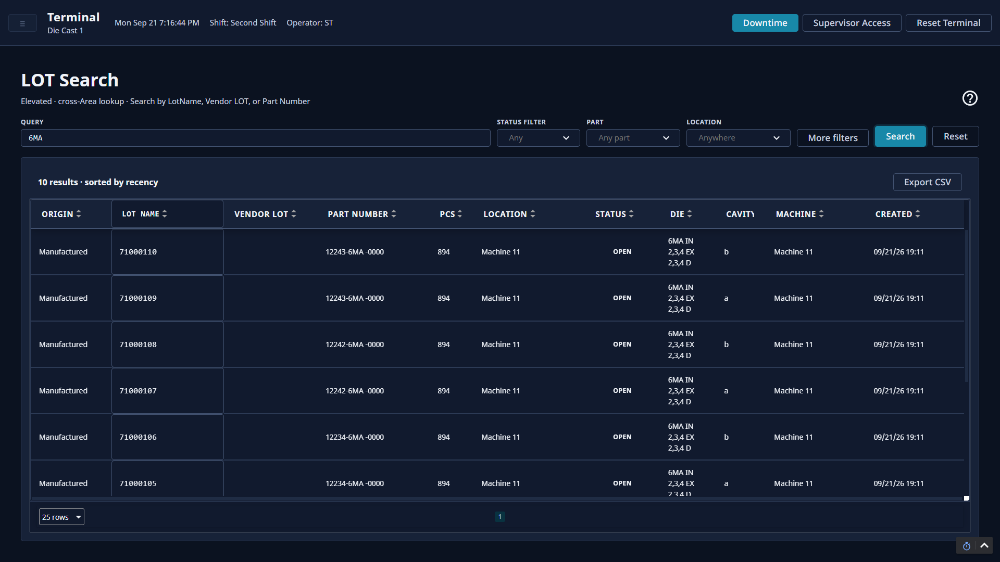 Terminal
Die Cast 1
Mon Sep 21 7:16:44 PM Shift: Second Shift Operator: ST
Downtime
Supervisor Access
Reset Terminal
LOT Search
Elevated · cross-Area lookup · Search by LotName, Vendor LOT, or Part Number
QUERY
STATUS FILTER
PART
LOCATION
6MA
Any
Any part
Anywhere
More filters
Search
Reset
10 results · sorted by recency
Export CSV
ORIGIN LOT NAME VENDOR LOT PART NUMBER PCS LOCATION STATUS DIE CAVITY MACHINE CREATED
Manufactured 71000110 12243-6MA -0000 894 Machine 11 OPEN 6MA IN
2,3,4 EX
2,3,4 D b Machine 11 09/21/26 19:11
Manufactured 71000109 12243-6MA -0000 894 Machine 11 OPEN 6MA IN
2,3,4 EX
2,3,4 D a Machine 11 09/21/26 19:11
Manufactured 71000108 12242-6MA -0000 894 Machine 11 OPEN 6MA IN
2,3,4 EX
2,3,4 D b Machine 11 09/21/26 19:11
Manufactured 71000107 12242-6MA -0000 894 Machine 11 OPEN 6MA IN
2,3,4 EX
2,3,4 D a Machine 11 09/21/26 19:11
Manufactured 71000106 12234-6MA -0000 894 Machine 11 OPEN 6MA IN
2,3,4 EX
2,3,4 D b Machine 11 09/21/26 19:11
Manufactured 71000105 12234-6MA -0000 894 Machine 11 OPEN 6MA IN
2,3,4 EX
2,3,4 D a Machine 11 09/21/26 19:11
25 rows
1